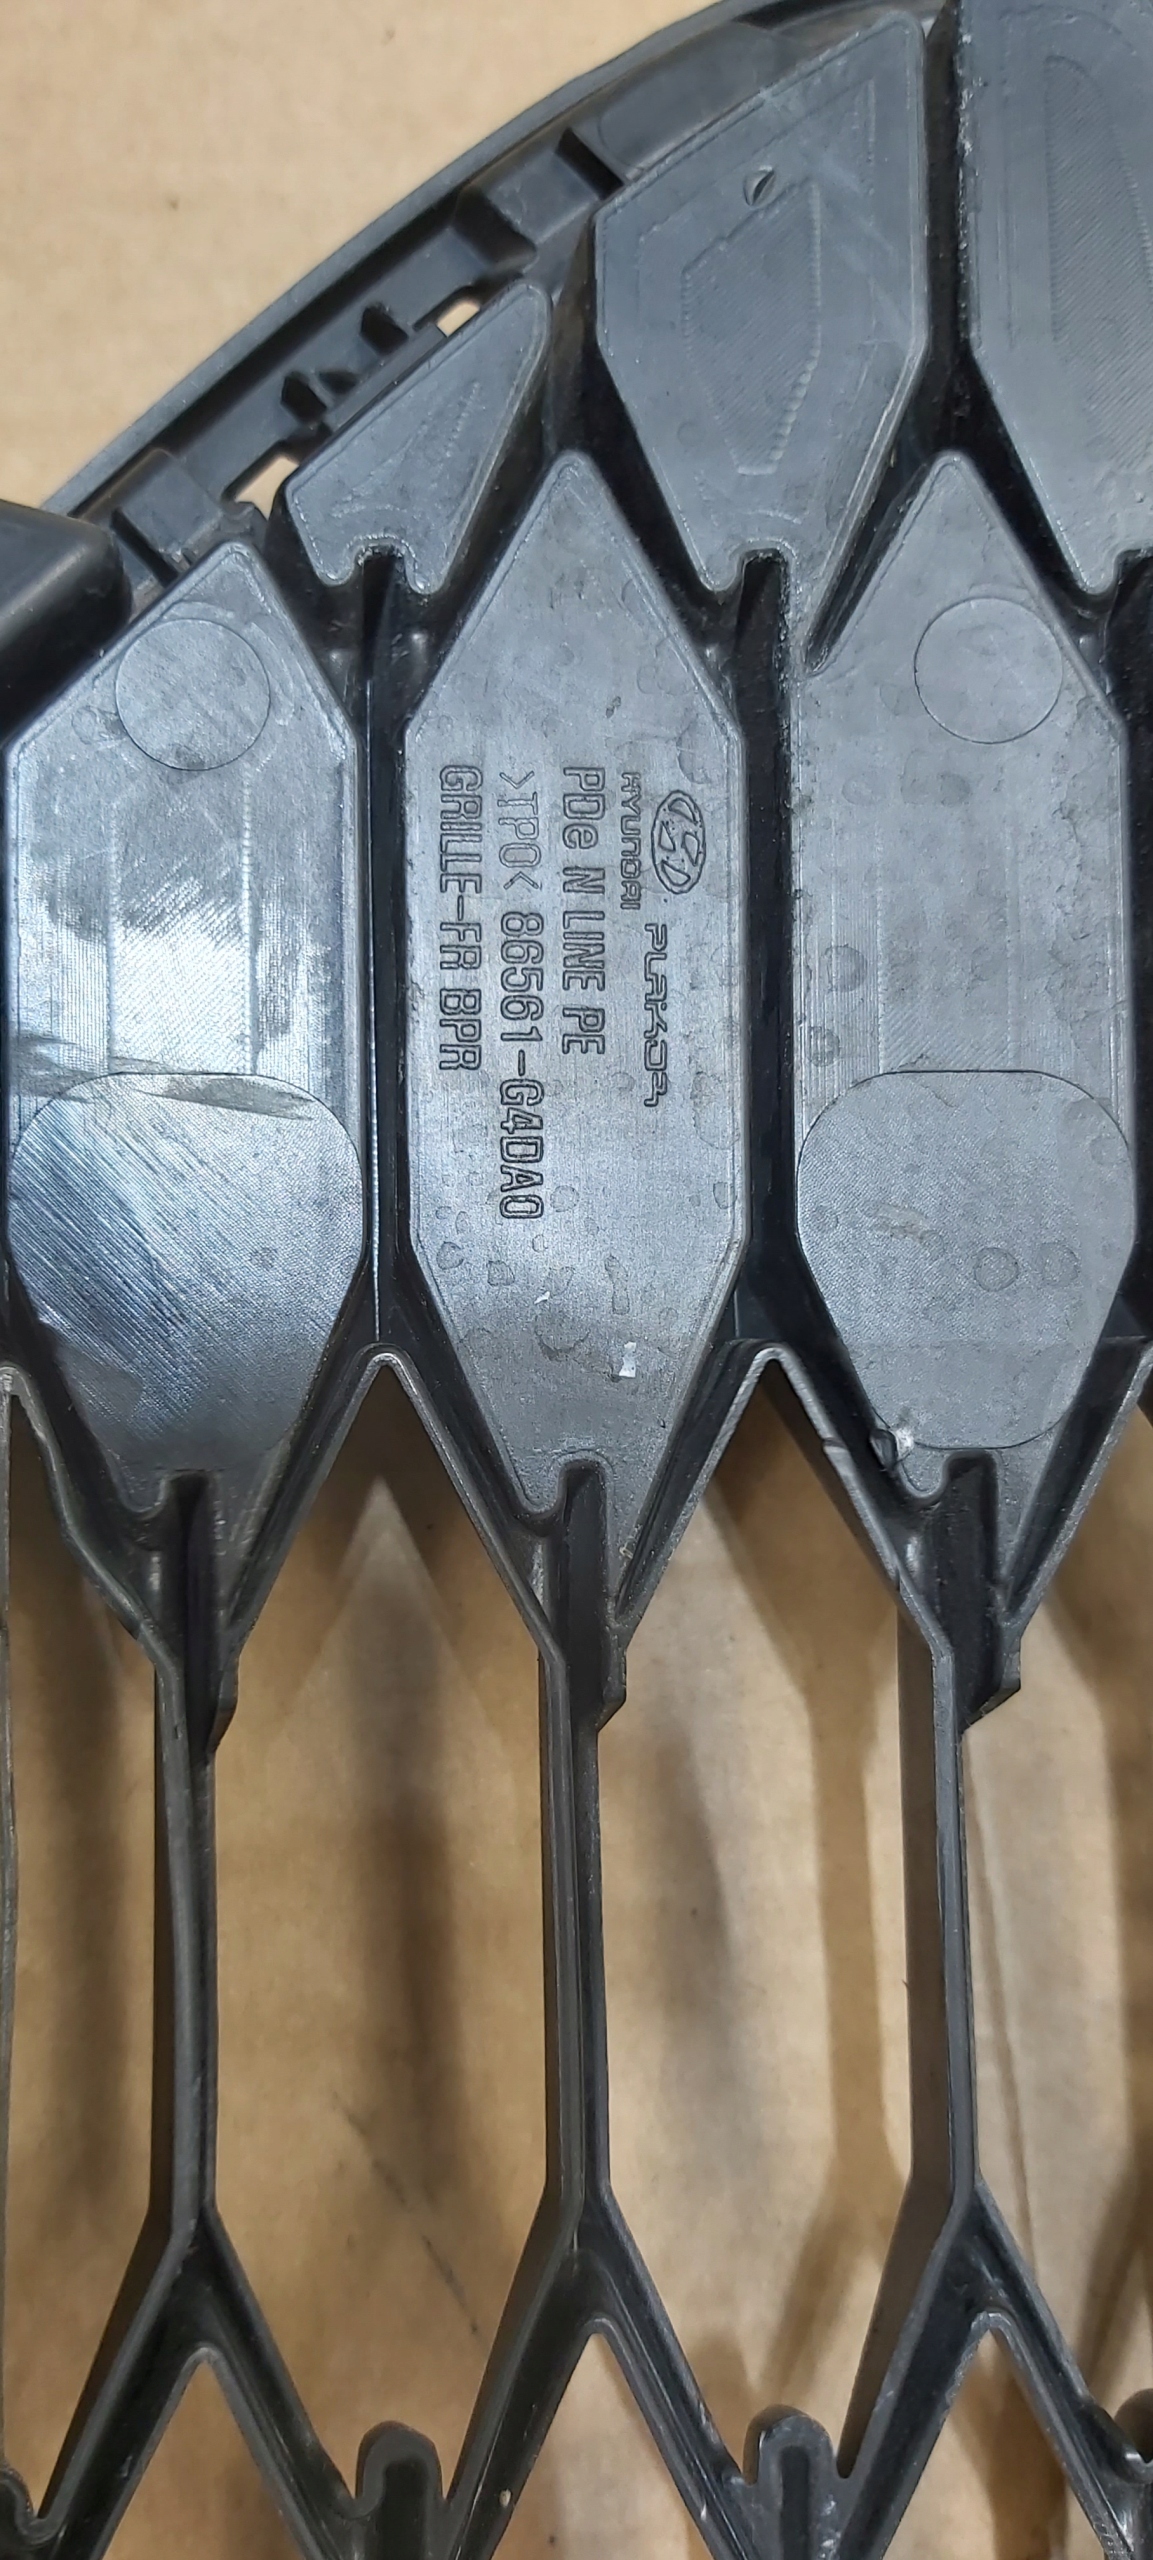 HYUNDAI PLAKOR
PDe N LINE PE
>TPO< 86561-G4DA0
GRILLE-FR BPR